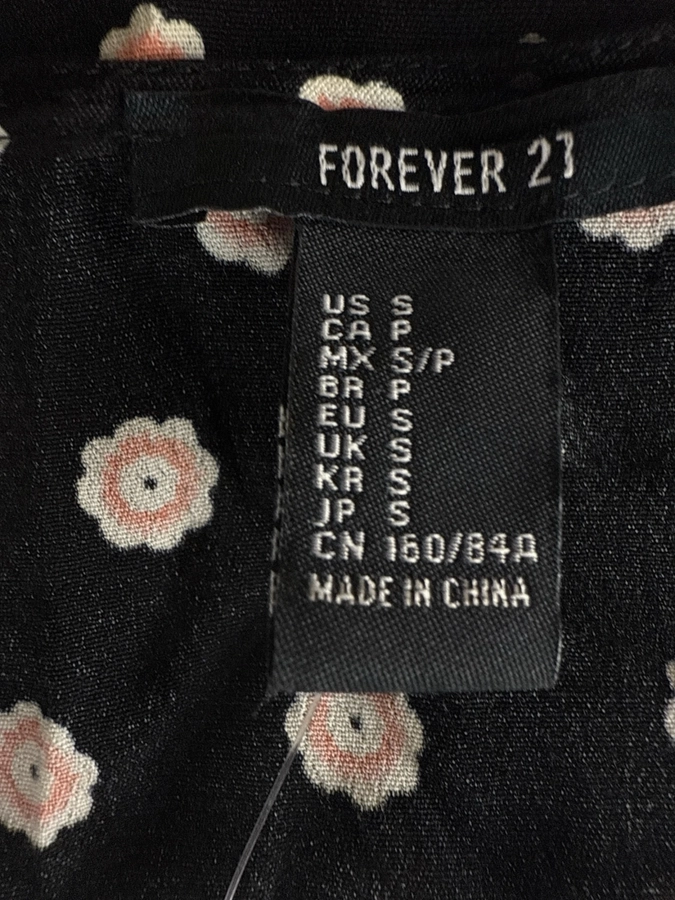 FOREVER 21
US S
CA P
MX S/P
BR P
EU S
UK S
KR S
JP S
CN 160/84A
MADE IN CHINA